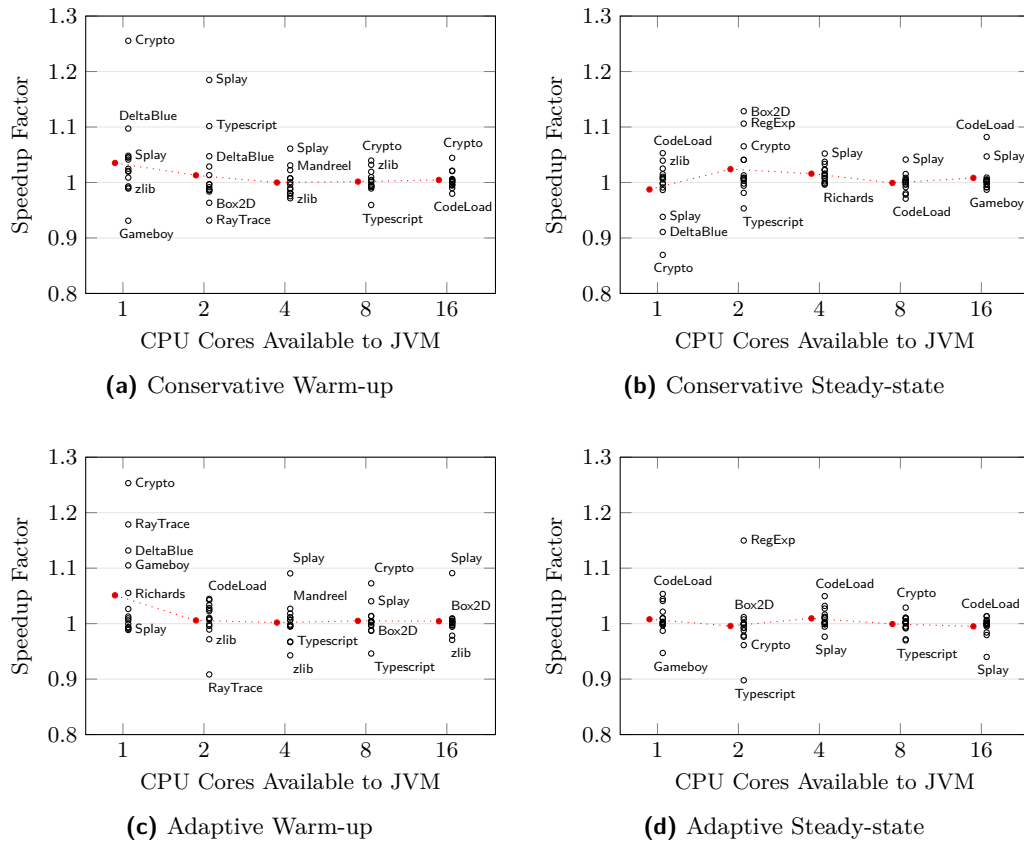 1.3
1.2
1.1
1
0.9
0.8
Speedup Factor
Crypto
DeltaBlue
Splay
zlib
Gameboy
Splay
Typescript
DeltaBlue
Box2D
RayTrace
Splay
Mandreel
zlib
Crypto
zlib
Typescript
Crypto
CodeLoad
1 2 4 8 16
CPU Cores Available to JVM
(a) Conservative Warm-up
1.3
1.2
1.1
1
0.9
0.8
Speedup Factor
CodeLoad
zlib
Splay
DeltaBlue
Crypto
Box2D
RegExp
Crypto
Typescript
Splay
Richards
Splay
CodeLoad
CodeLoad
Splay
Gameboy
1 2 4 8 16
CPU Cores Available to JVM
(b) Conservative Steady-state
1.3
1.2
1.1
1
0.9
0.8
Speedup Factor
Crypto
RayTrace
DeltaBlue
Gameboy
Richards
Splay
CodeLoad
zlib
RayTrace
Splay
Mandreel
Typescript
zlib
Crypto
Splay
Box2D
Typescript
Splay
Box2D
zlib
1 2 4 8 16
CPU Cores Available to JVM
(c) Adaptive Warm-up
1.3
1.2
1.1
1
0.9
0.8
Speedup Factor
CodeLoad
Gameboy
RegExp
Box2D
Crypto
Typescript
CodeLoad
Splay
Crypto
Typescript
CodeLoad
Splay
1 2 4 8 16
CPU Cores Available to JVM
(d) Adaptive Steady-state